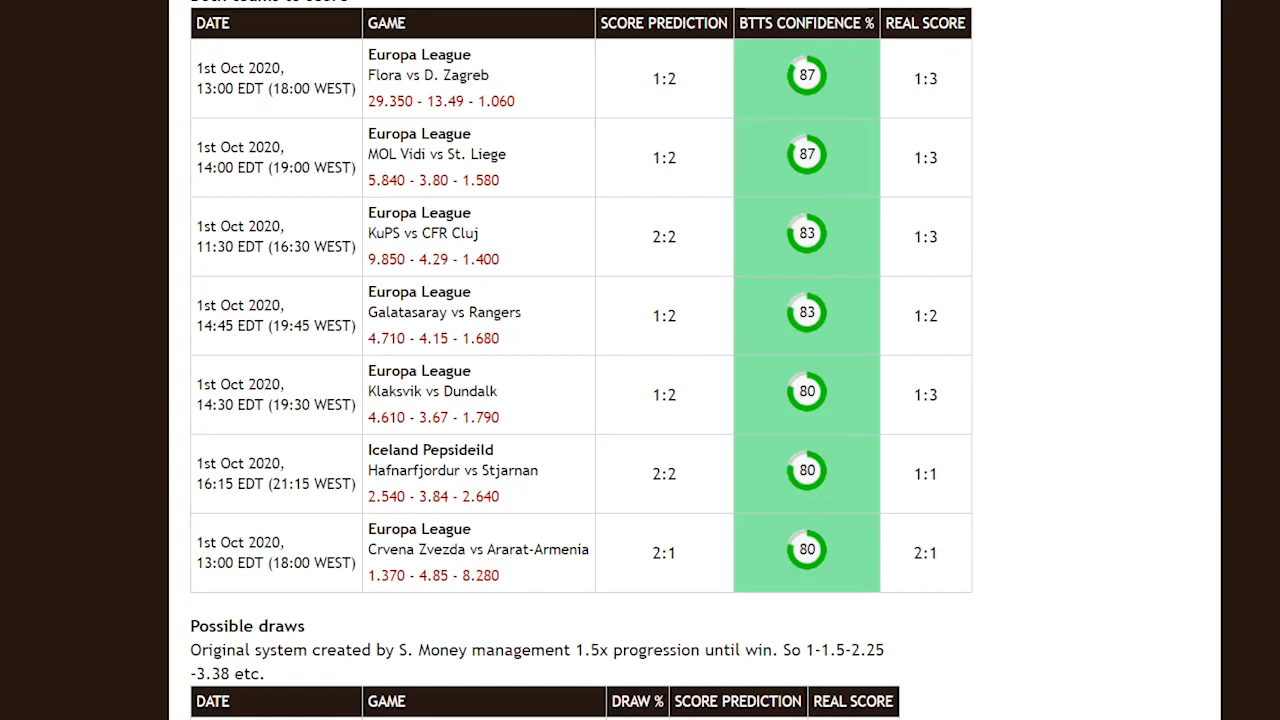 DATE GAME SCORE PREDICTION BTTS CONFIDENCE % REAL SCORE
1st Oct 2020,
13:00 EDT (18:00 WEST)
Europa League
Flora vs D. Zagreb
29.350 - 13.49 - 1.060
1:2
87
1:3
1st Oct 2020,
14:00 EDT (19:00 WEST)
Europa League
MOL Vidi vs St. Liege
5.840 - 3.80 - 1.580
1:2
87
1:3
1st Oct 2020,
11:30 EDT (16:30 WEST)
Europa League
KuPS vs CFR Cluj
9.850 - 4.29 - 1.400
2:2
83
1:3
1st Oct 2020,
14:45 EDT (19:45 WEST)
Europa League
Galatasaray vs Rangers
4.710 - 4.15 - 1.680
1:2
83
1:2
1st Oct 2020,
14:30 EDT (19:30 WEST)
Europa League
Klaksvik vs Dundalk
4.610 - 3.67 - 1.790
1:2
80
1:3
1st Oct 2020,
16:15 EDT (21:15 WEST)
Iceland Pepsideild
Hafnarfjordur vs Stjarnan
2.540 - 3.84 - 2.640
2:2
80
1:1
1st Oct 2020,
13:00 EDT (18:00 WEST)
Europa League
Crvena Zvezda vs Ararat-Armenia
1.370 - 4.85 - 8.280
2:1
80
2:1
Possible draws
Original system created by S. Money management 1.5x progression until win. So 1-1.5-2.25
-3.38 etc.
DATE GAME DRAW % SCORE PREDICTION REAL SCORE